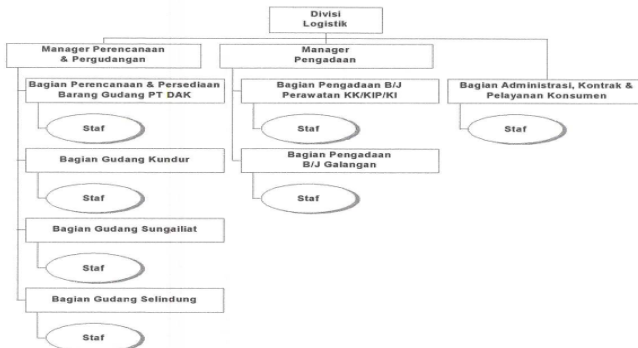 Divisi
Logistik
Manager Perencanaan
& Pergudangan
Manager
Pengadaan
Bagian Perencanaan & Persediaan
Barang Gudang PT DAK
Bagian Pengadaan B/J
Perawatan KK/KIP/KI
Bagian Administrasi, Kontrak &
Pelayanan Konsumen
Staf
Staf
Staf
Bagian Gudang Kundur
Bagian Pengadaan
B/J Galangan
Staf
Staf
Bagian Gudang Sungailiat
Staf
Bagian Gudang Selindung
Staf